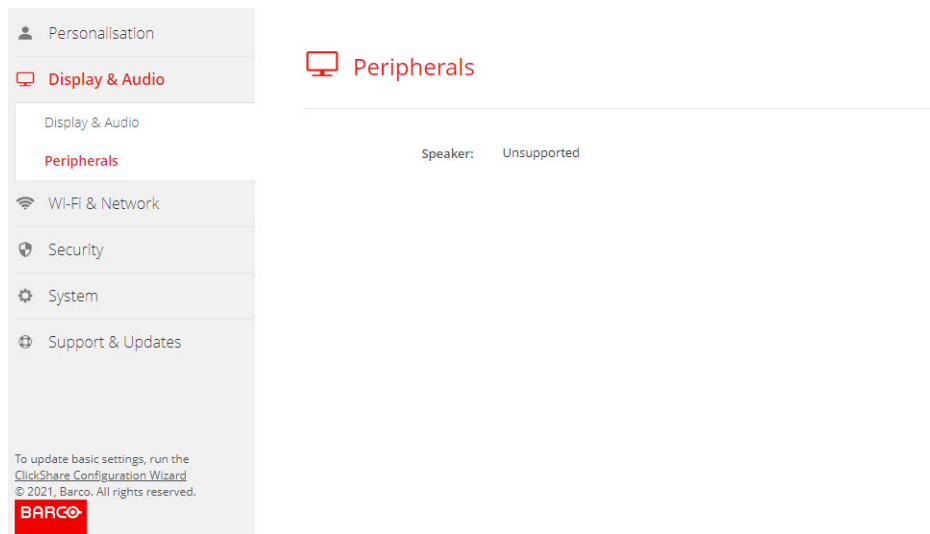 Personalisation
Display & Audio
Display & Audio
Peripherals
Wi-Fi & Network
Security
System
Support & Updates
To update basic settings, run the
ClickShare Configuration Wizard
© 2021, Barco. All rights reserved.
BARCO
Peripherals
Speaker: Unsupported